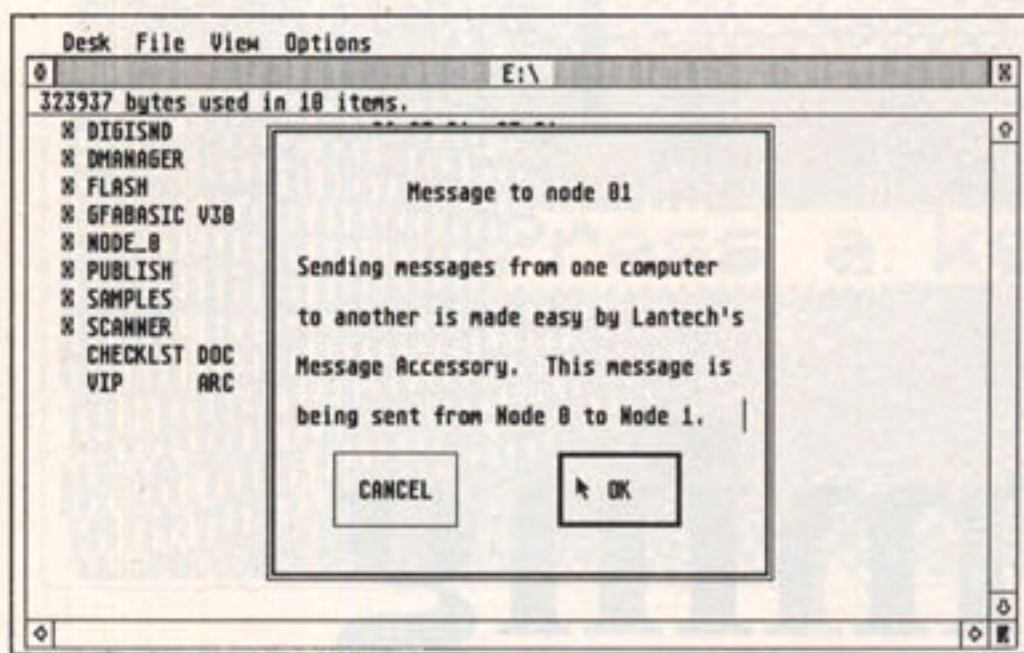 Desk File View Options
E:\
323937 bytes used in 10 items.
DIGISND
DMANAGER
FLASH
GFABASIC V30
NODE_0
PUBLISH
SAMPLES
SCANNER
CHECKLST DOC
VIP ARC
Message to node 01
Sending messages from one computer
to another is made easy by Lantech's
Message Accessory. This message is
being sent from Node 0 to Node 1.
CANCEL
OK